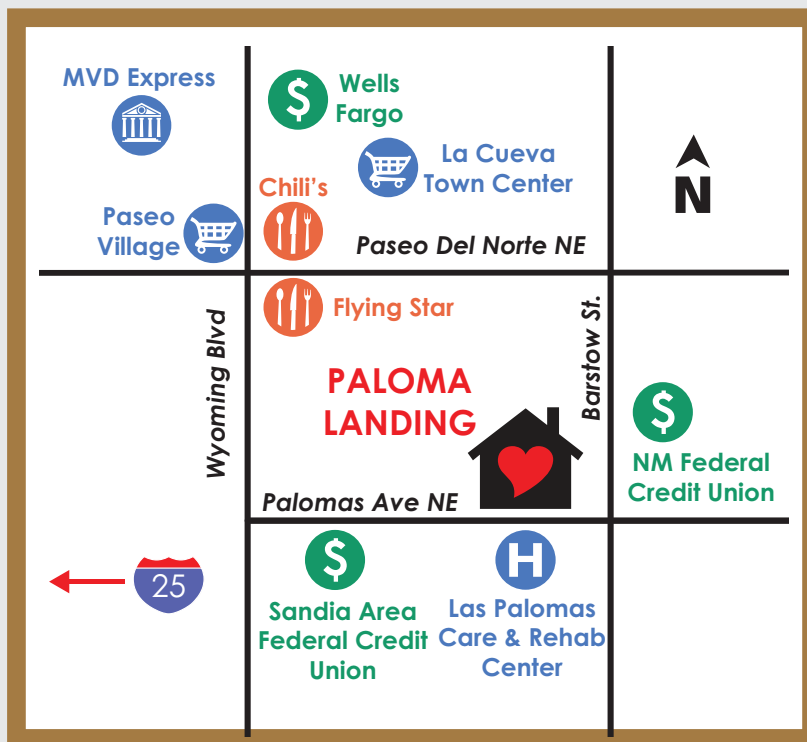 MVD Express
Wells
Fargo
La Cueva
Town Center
N
Chili's
Paseo
Village
Paseo Del Norte NE
Flying Star
Wyoming Blvd
Barstow St.
PALOMA
LANDING
NM Federal
Credit Union
Palomas Ave NE
25
H
Sandia Area
Federal Credit
Union
Las Palomas
Care & Rehab
Center